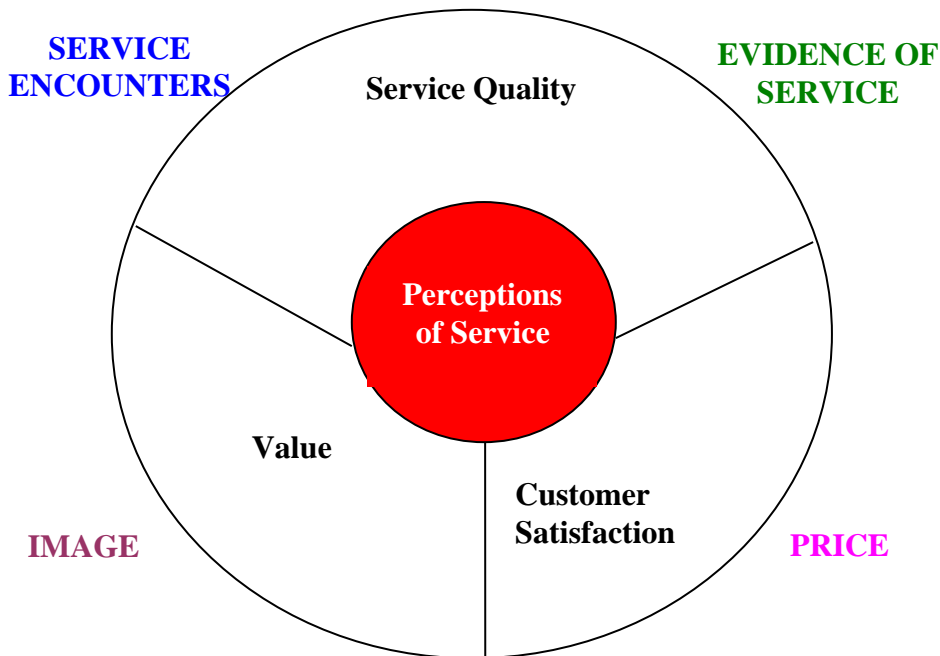 SERVICE
ENCOUNTERS
EVIDENCE OF
SERVICE
Service Quality
Perceptions
of Service
Value
Customer
Satisfaction
IMAGE
PRICE